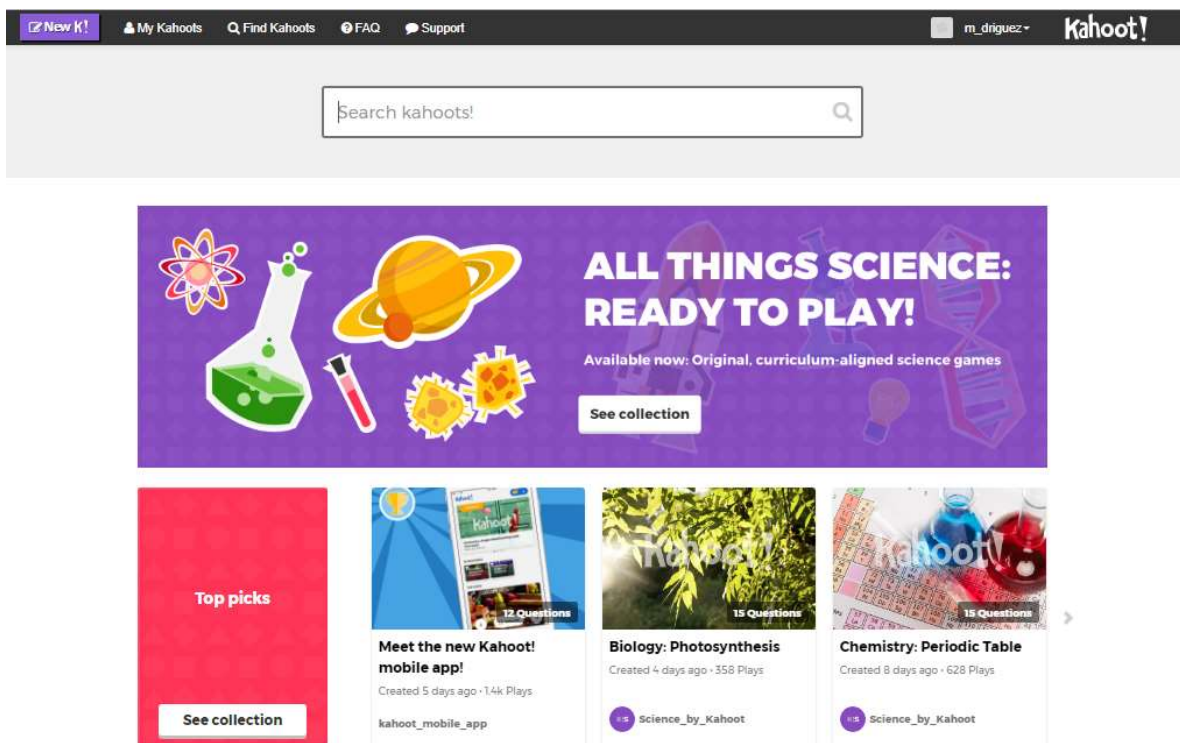 New K!
My Kahoots
Find Kahoots
FAQ
Support
m_driguez
Kahoot!
Search kahoots!
ALL THINGS SCIENCE:
READY TO PLAY!
Available now: Original, curriculum-aligned science games
See collection
Top picks
See collection
Kahoot!
12 Questions
Meet the new Kahoot!
mobile app!
Created 5 days ago • 1.4k Plays
kahoot_mobile_app
Kahoot!
15 Questions
Biology: Photosynthesis
Created 4 days ago • 358 Plays
K!S
Science_by_Kahoot
Kahoot!
15 Questions
Chemistry: Periodic Table
Created 8 days ago • 628 Plays
K!S
Science_by_Kahoot